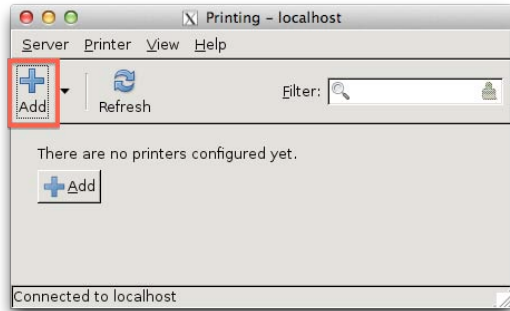 Printing – localhost
Server Printer View Help
Add
Refresh
Filter:
There are no printers configured yet.
Add
Connected to localhost